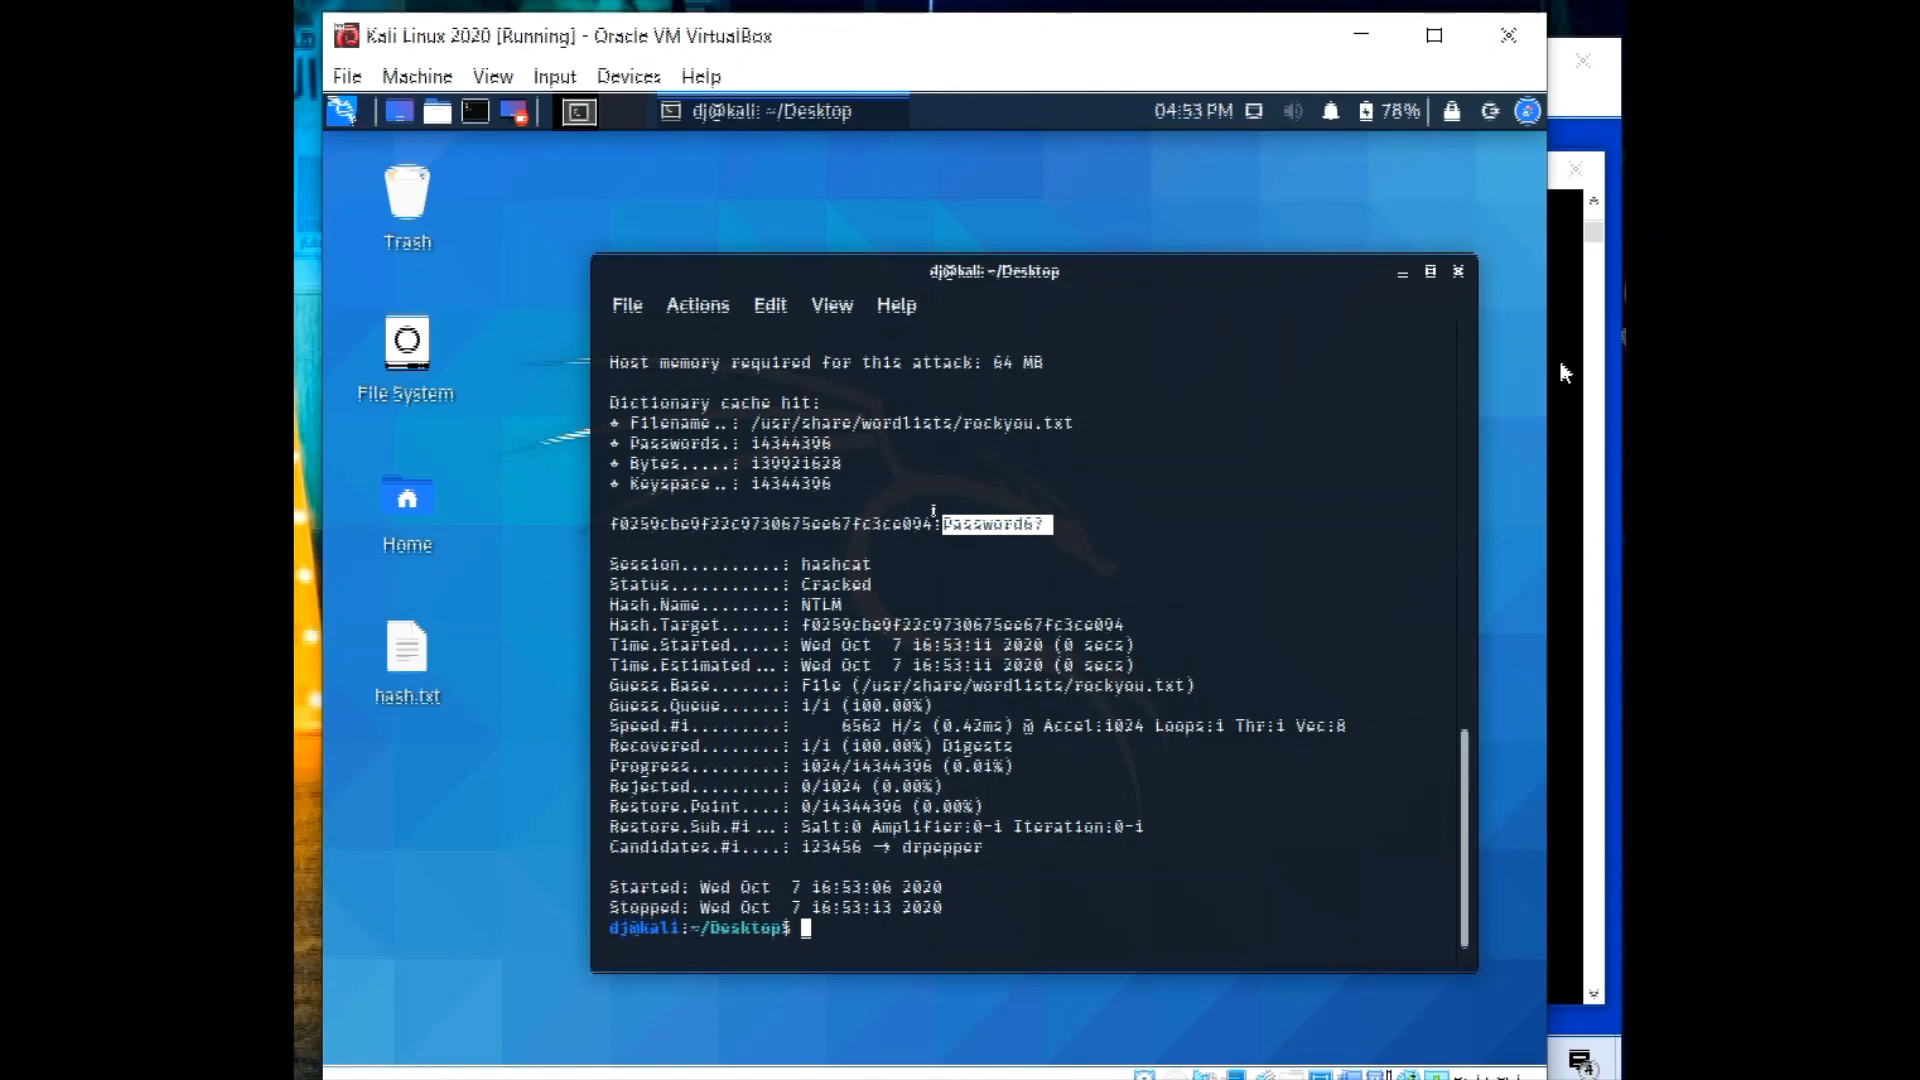 Kali Linux 2020 [Running] - Oracle VM VirtualBox
File Machine View Input Devices Help
dj@kali: ~/Desktop
04:53 PM
78%
Trash
File System
Home
hash.txt
dj@kali: ~/Desktop
File Actions Edit View Help
Host memory required for this attack: 64 MB
Dictionary cache hit:
* Filename..: /usr/share/wordlists/rockyou.txt
* Passwords.: 14344396
* Bytes.....: 139921628
* Keyspace..: 14344396
f0259cbe9f22c9730675ee67fc3ce094:Password6?
Session..........: hashcat
Status...........: Cracked
Hash.Name........: NTLM
Hash.Target......: f0259cbe9f22c9730675ee67fc3ce094
Time.Started.....: Wed Oct  7 16:53:11 2020 (0 secs)
Time.Estimated...: Wed Oct  7 16:53:11 2020 (0 secs)
Guess.Base.......: File (/usr/share/wordlists/rockyou.txt)
Guess.Queue......: 1/1 (100.00%)
Speed.#1.........:     6562 H/s (0.42ms) @ Accel:1024 Loops:1 Thr:1 Vec:8
Recovered........: 1/1 (100.00%) Digests
Progress.........: 1024/14344396 (0.01%)
Rejected.........: 0/1024 (0.00%)
Restore.Point....: 0/14344396 (0.00%)
Restore.Sub.#1...: Salt:0 Amplifier:0-1 Iteration:0-1
Candidates.#1....: 123456 → drpepper
Started: Wed Oct  7 16:53:06 2020
Stopped: Wed Oct  7 16:53:13 2020
dj@kali:~/Desktop$